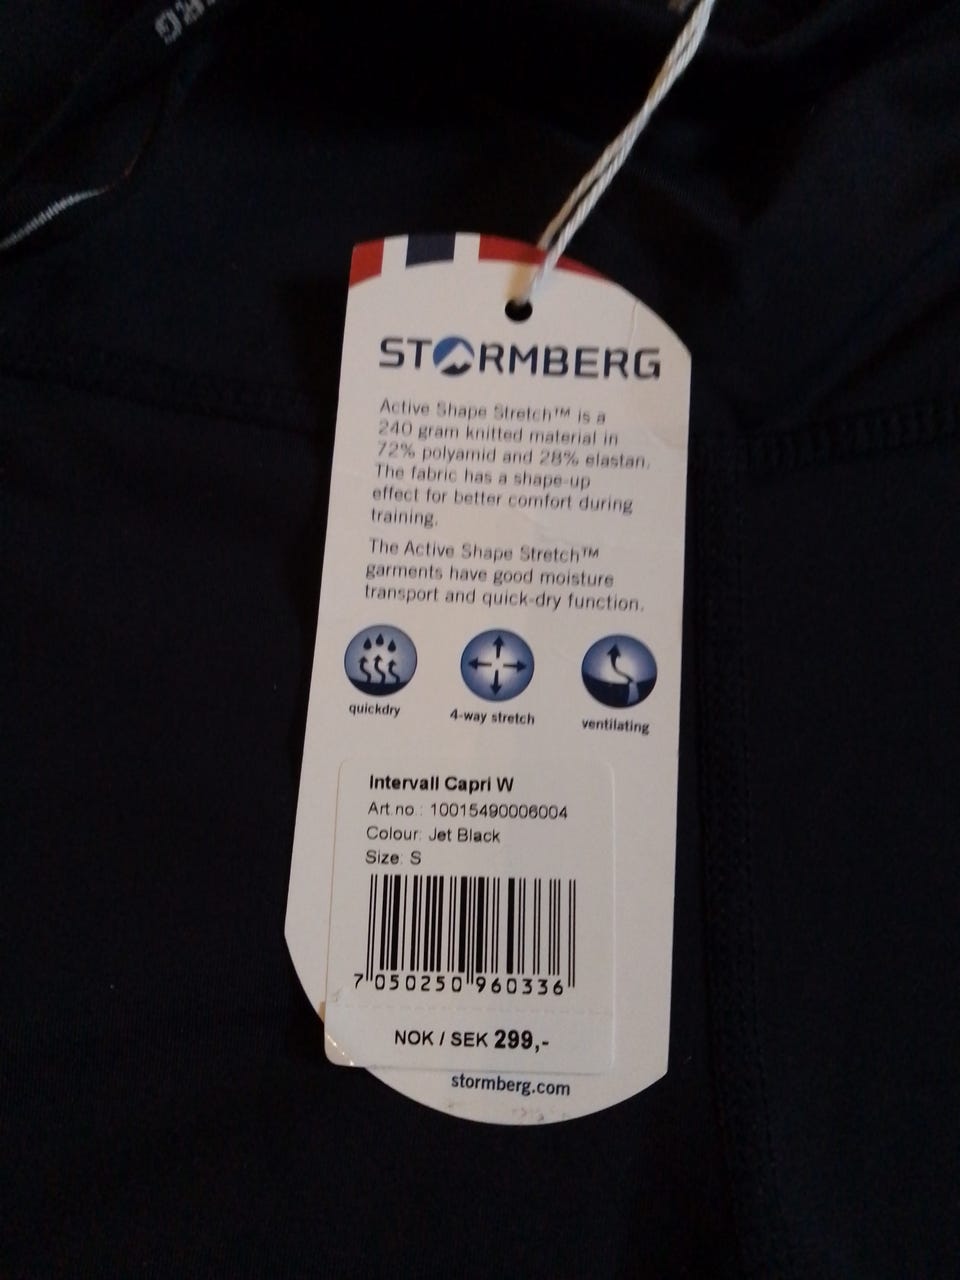 STORMBERG
Active Shape Stretch™ is a
240 gram knitted material in
72% polyamid and 28% elastan.
The fabric has a shape-up
effect for better comfort during
training.
The Active Shape Stretch™
garments have good moisture
transport and quick-dry function.
quickdry
4-way stretch
ventilating
Intervall Capri W
Art.no.: 10015490006004
Colour: Jet Black
Size: S
7 050250 960336
NOK / SEK 299,-
stormberg.com